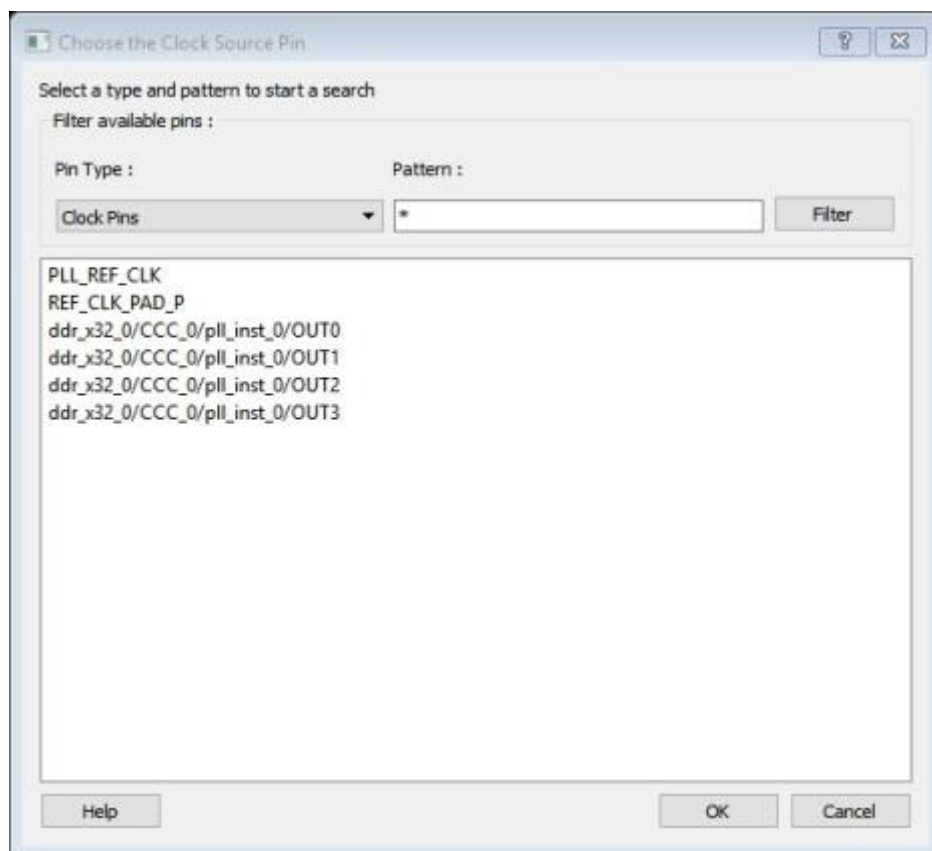 Choose the Clock Source Pin
Select a type and pattern to start a search
Filter available pins :
Pin Type :
Pattern :
Clock Pins
*
Filter
PLL_REF_CLK
REF_CLK_PAD_P
ddr_x32_0/CCC_0/pll_inst_0/OUT0
ddr_x32_0/CCC_0/pll_inst_0/OUT1
ddr_x32_0/CCC_0/pll_inst_0/OUT2
ddr_x32_0/CCC_0/pll_inst_0/OUT3
Help
OK
Cancel